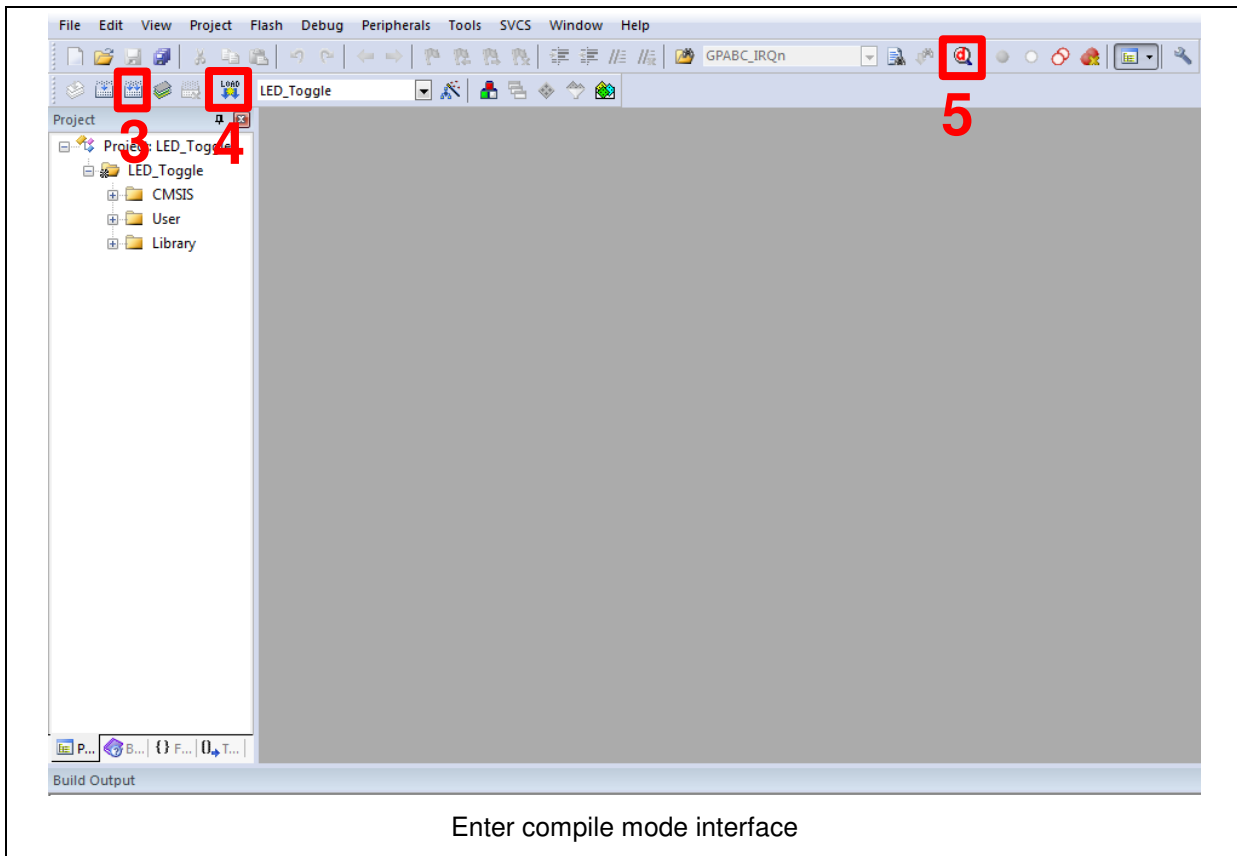 File Edit View Project Flash Debug Peripherals Tools SVCS Window Help
GPABC_IRQn
LOAD LED_Toggle
3 4 5
Project
Project: LED_Toggle
LED_Toggle
CMSIS
User
Library
P... B... {} F... 0 T...
Build Output
Enter compile mode interface